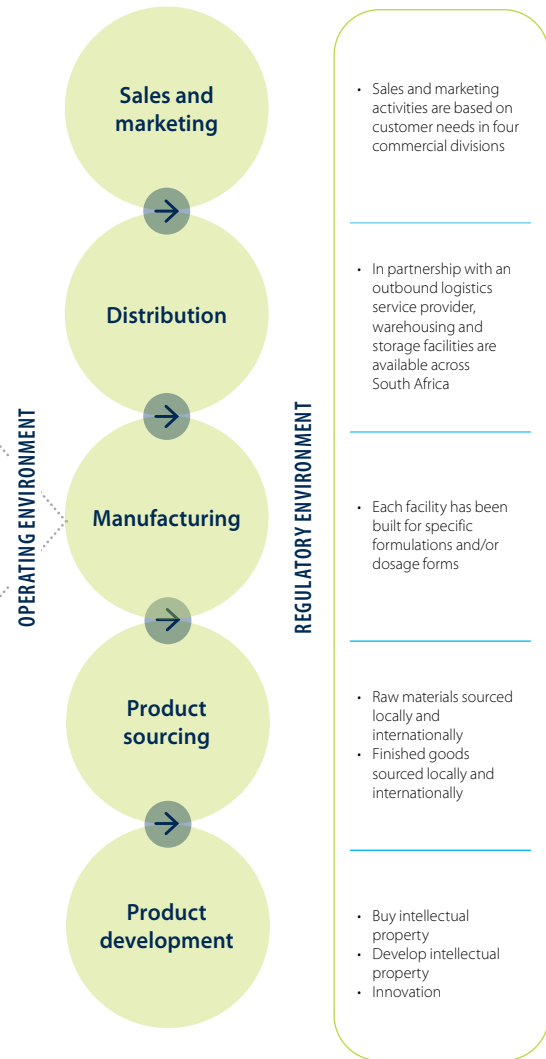 Sales and
marketing
Distribution
Manufacturing
Product
sourcing
Product
development
OPERATING ENVIRONMENT
REGULATORY ENVIRONMENT
• Sales and marketing
activities are based on
customer needs in four
commercial divisions
• In partnership with an
outbound logistics
service provider,
warehousing and
storage facilities are
available across
South Africa
• Each facility has been
built for specific
formulations and/or
dosage forms
• Raw materials sourced
locally and
internationally
• Finished goods
sourced locally and
internationally
• Buy intellectual
property
• Develop intellectual
property
• Innovation